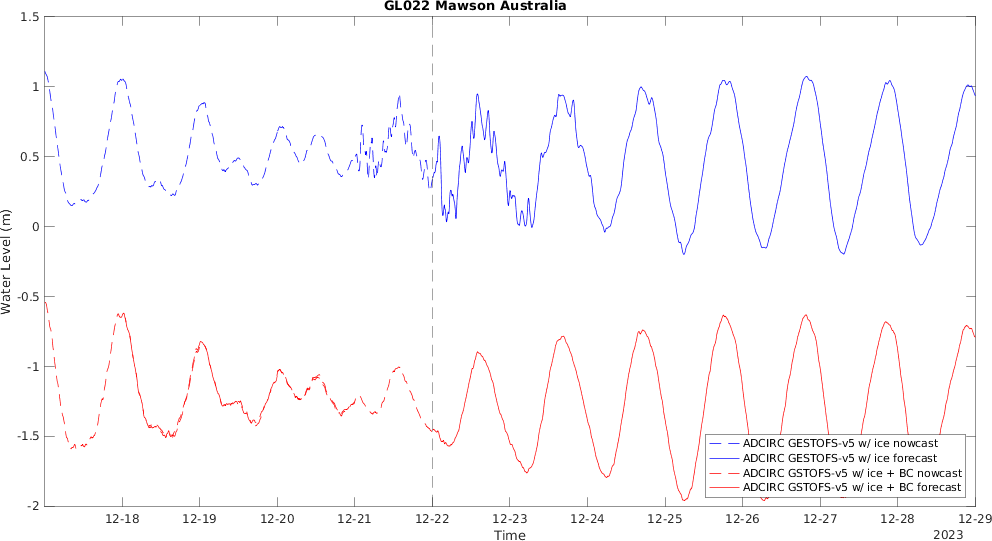 GL022 Mawson Australia
1.5
1
0.5
0
-0.5
-1
-1.5
-2
Water Level (m)
12-18 12-19 12-20 12-21 12-22 12-23 12-24 12-25 12-26 12-27 12-28 12-29
Time
2023
ADCIRC GESTOFS-v5 w/ ice nowcast
ADCIRC GESTOFS-v5 w/ ice forecast
ADCIRC GSTOFS-v5 w/ ice + BC nowcast
ADCIRC GSTOFS-v5 w/ ice + BC forecast